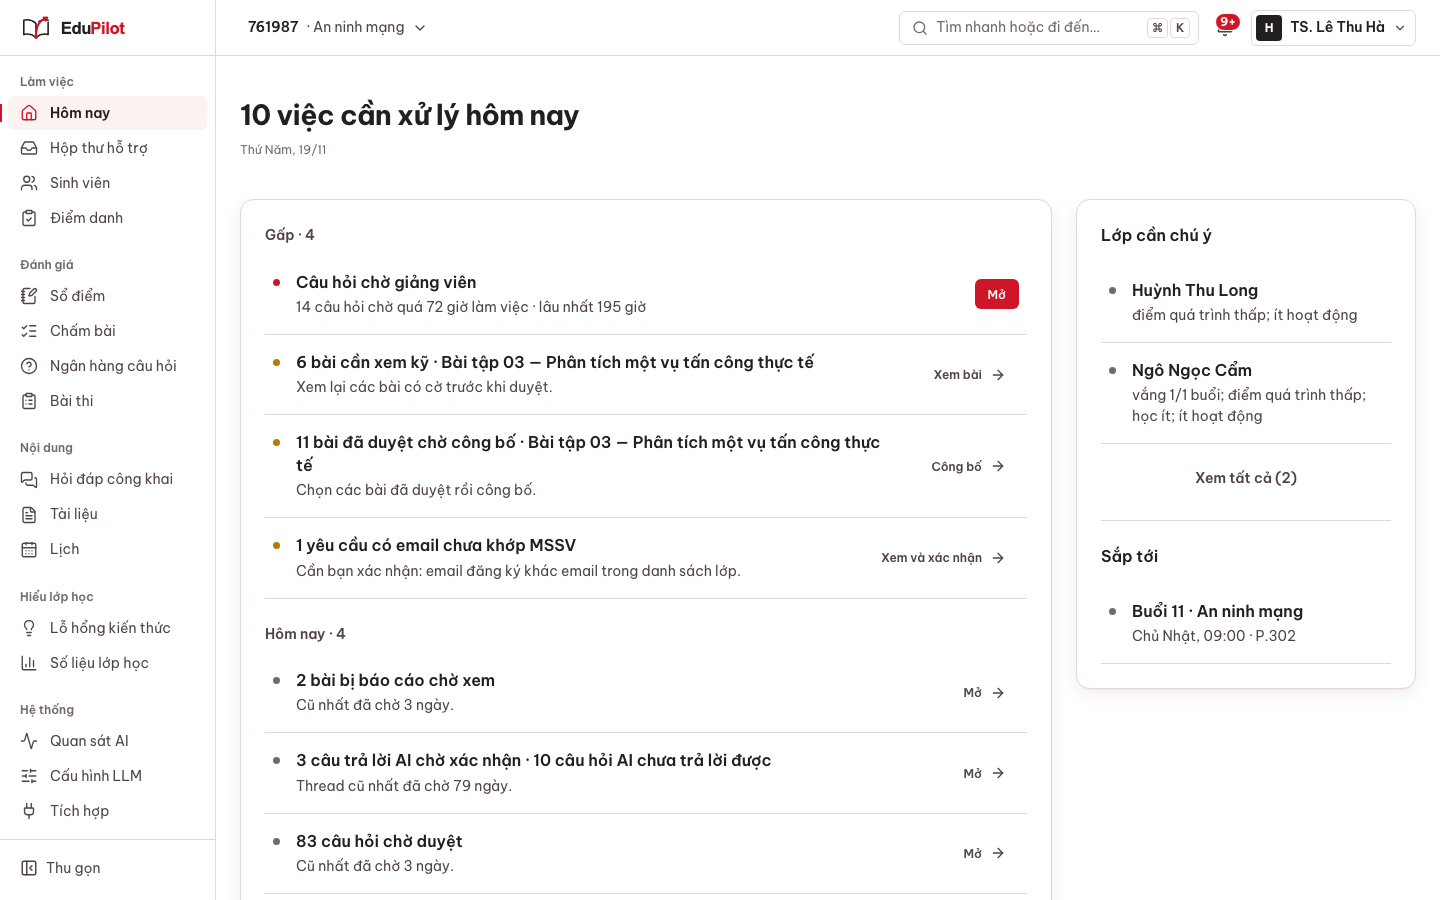 EduPilot
761987 · An ninh mạng
Tìm nhanh hoặc đi đến...
⌘ K
9+
H
TS. Lê Thu Hà
Làm việc
Hôm nay
Hộp thư hỗ trợ
Sinh viên
Điểm danh
Đánh giá
Sổ điểm
Chấm bài
Ngân hàng câu hỏi
Bài thi
Nội dung
Hỏi đáp công khai
Tài liệu
Lịch
Hiểu lớp học
Lỗ hổng kiến thức
Số liệu lớp học
Hệ thống
Quan sát AI
Cấu hình LLM
Tích hợp
Thu gọn
10 việc cần xử lý hôm nay
Thứ Năm, 19/11
Gấp · 4
Câu hỏi chờ giảng viên
14 câu hỏi chờ quá 72 giờ làm việc · lâu nhất 195 giờ
Mở
6 bài cần xem kỹ · Bài tập 03 — Phân tích một vụ tấn công thực tế
Xem lại các bài có cờ trước khi duyệt.
Xem bài
11 bài đã duyệt chờ công bố · Bài tập 03 — Phân tích một vụ tấn công thực
tế
Chọn các bài đã duyệt rồi công bố.
Công bố
1 yêu cầu có email chưa khớp MSSV
Cần bạn xác nhận: email đăng ký khác email trong danh sách lớp.
Xem và xác nhận
Hôm nay · 4
2 bài bị báo cáo chờ xem
Cũ nhất đã chờ 3 ngày.
Mở
3 câu trả lời AI chờ xác nhận · 10 câu hỏi AI chưa trả lời được
Thread cũ nhất đã chờ 79 ngày.
Mở
83 câu hỏi chờ duyệt
Cũ nhất đã chờ 3 ngày.
Mở
Lớp cần chú ý
Huỳnh Thu Long
điểm quá trình thấp; ít hoạt động
Ngô Ngọc Cẩm
vắng 1/1 buổi; điểm quá trình thấp;
học ít; ít hoạt động
Xem tất cả (2)
Sắp tới
Buổi 11 · An ninh mạng
Chủ Nhật, 09:00 · P.302